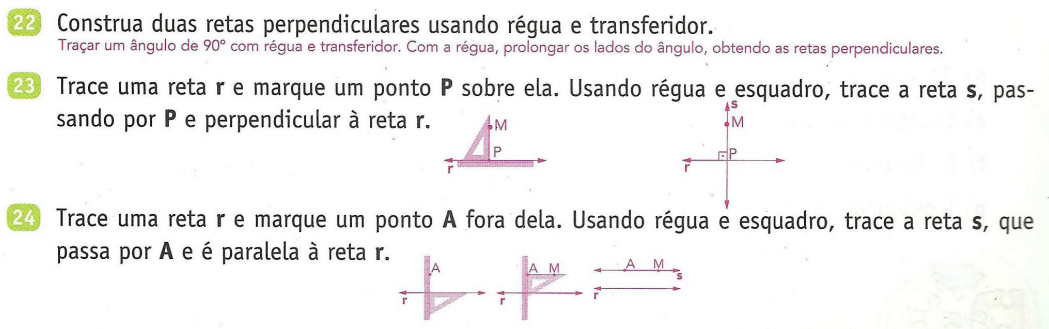 22 Construa duas retas perpendiculares usando régua e transferidor.
Traçar um ângulo de 90° com régua e transferidor. Com a régua, prolongar os lados do ângulo, obtendo as retas perpendiculares.
23 Trace uma reta r e marque um ponto P sobre ela. Usando régua e esquadro, trace a reta s, pas-
sando por P e perpendicular à reta r.
M
P
r
s
M
P
r
24 Trace uma reta r e marque um ponto A fora dela. Usando régua e esquadro, trace a reta s, que
passa por A e é paralela à reta r.
A
r
A M
r
A M
s
r